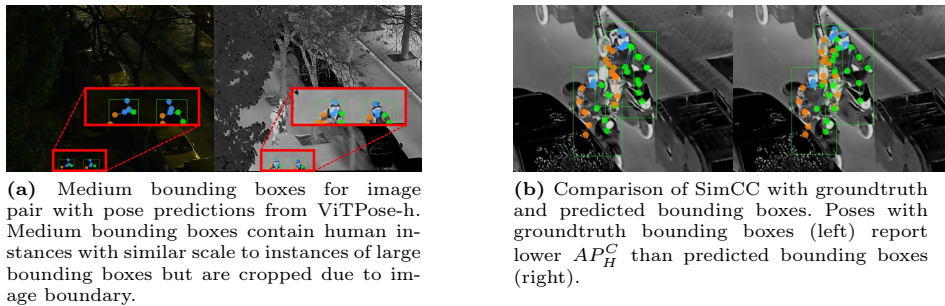 (a) Medium bounding boxes for image
pair with pose predictions from ViTPose-h.
Medium bounding boxes contain human in-
stances with similar scale to instances of large
bounding boxes but are cropped due to im-
age boundary.
(b) Comparison of SimCC with groundtruth
and predicted bounding boxes. Poses with
groundtruth bounding boxes (left) report
lower $AP_H^C$ than predicted bounding boxes
(right).